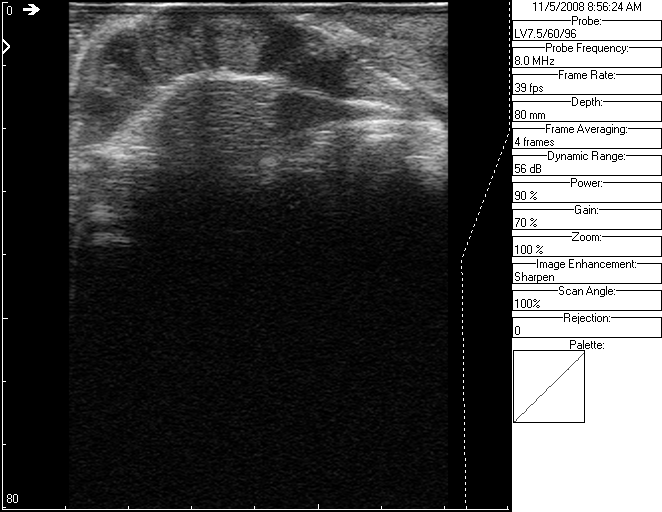 0
80
11/5/2008 8:56:24 AM
Probe:
LV7.5/60/96
Probe Frequency:
8.0 MHz
Frame Rate:
39 fps
Depth:
80 mm
Frame Averaging:
4 frames
Dynamic Range:
56 dB
Power:
90 %
Gain:
70 %
Zoom:
100 %
Image Enhancement:
Sharpen
Scan Angle:
100%
Rejection:
0
Palette: